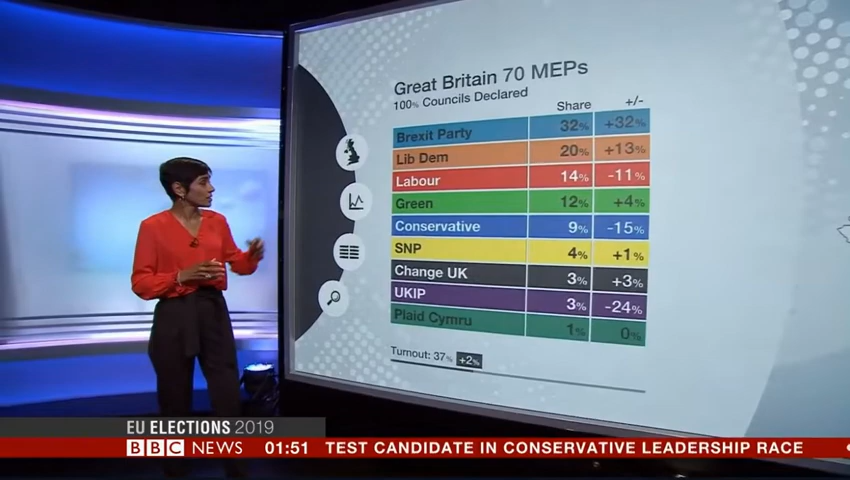 Great Britain 70 MEPs
100% Councils Declared
Share +/-
Brexit Party 32% +32%
Lib Dem 20% +13%
Labour 14% -11%
Green 12% +4%
Conservative 9% -15%
SNP 4% +1%
Change UK 3% +3%
UKIP 3% -24%
Plaid Cymru 1% 0%
Turnout: 37% +2%
EU ELECTIONS 2019
BBC NEWS 01:51 TEST CANDIDATE IN CONSERVATIVE LEADERSHIP RACE